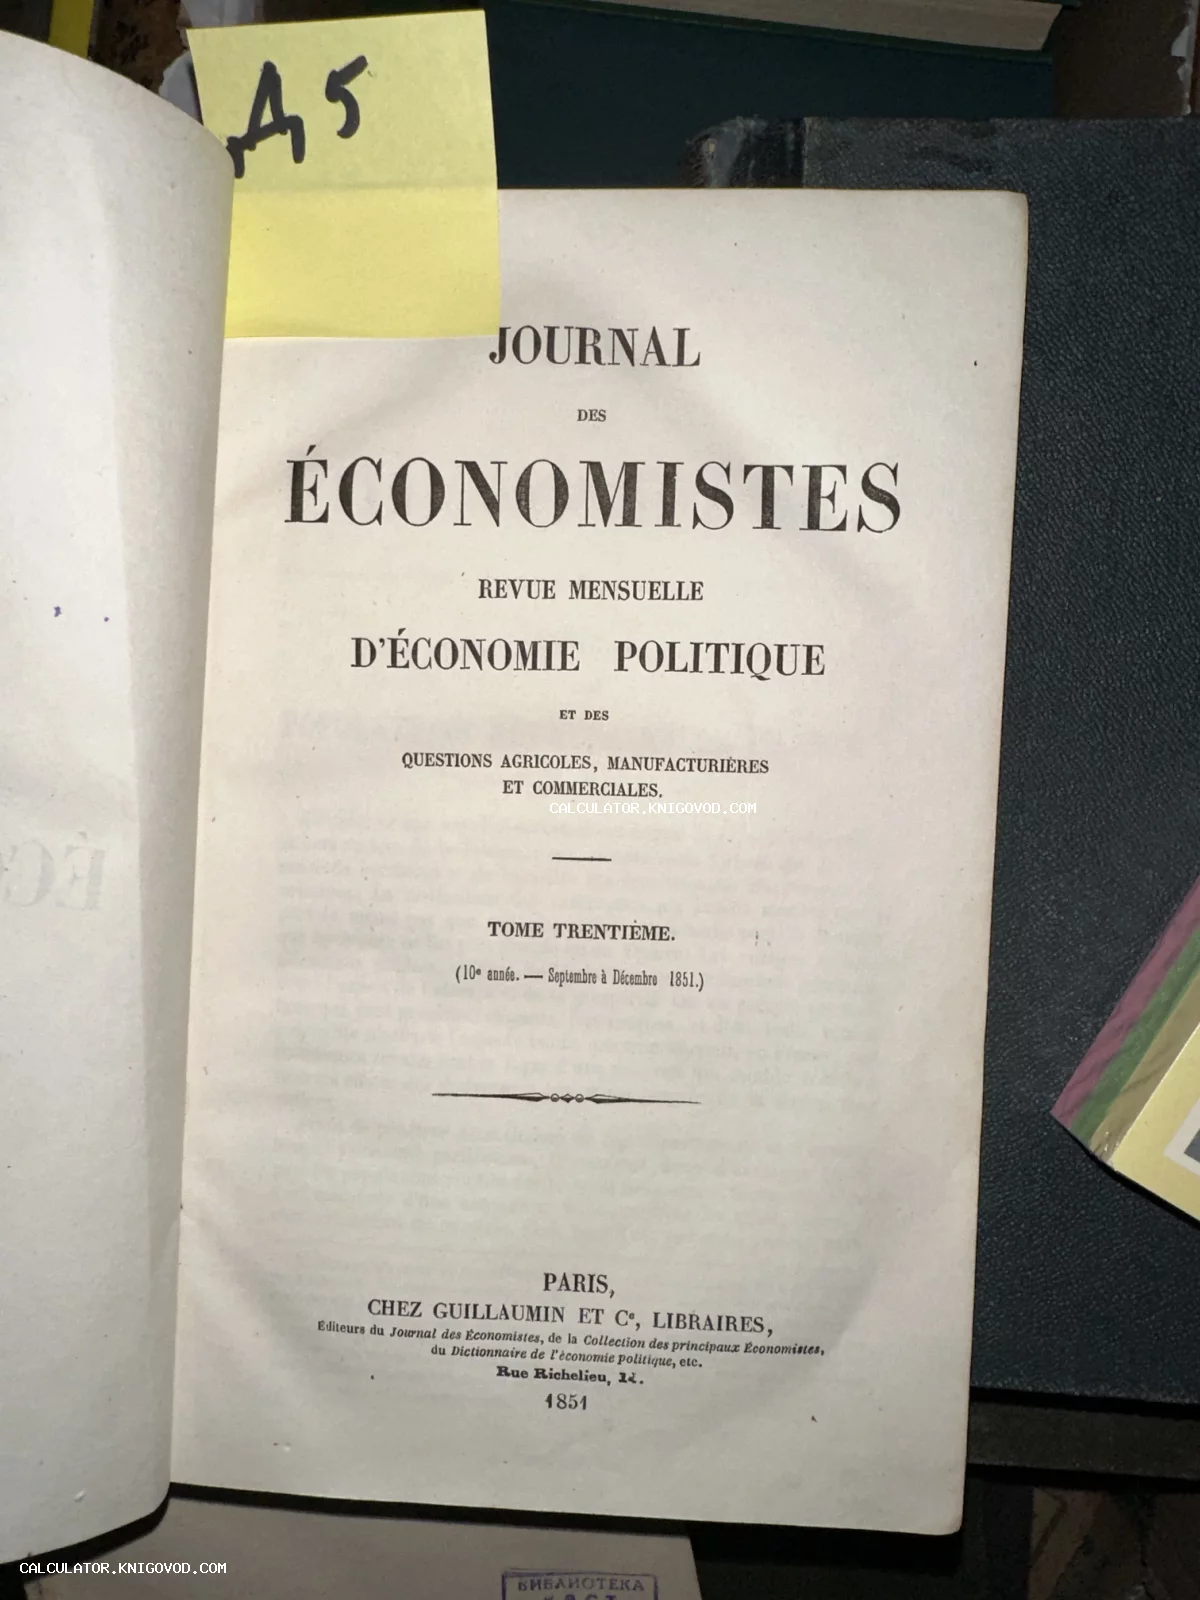 Д 5
JOURNAL
DES
ÉCONOMISTES
REVUE MENSUELLE
D'ÉCONOMIE POLITIQUE
ET DES
QUESTIONS AGRICOLES, MANUFACTURIÈRES
ET COMMERCIALES.
CALCULATOR.KNIGOVOD.COM
TOME TRENTIÈME.
(10e année. — Septembre à Décembre 1851.)
PARIS,
CHEZ GUILLAUMIN ET Ce, LIBRAIRES,
Éditeurs du Journal des Économistes, de la Collection des principaux Économistes,
du Dictionnaire de l'économie politique, etc.
Rue Richelieu, 14.
1851
CALCULATOR.KNIGOVOD.COM
БИБЛИОТЕКА